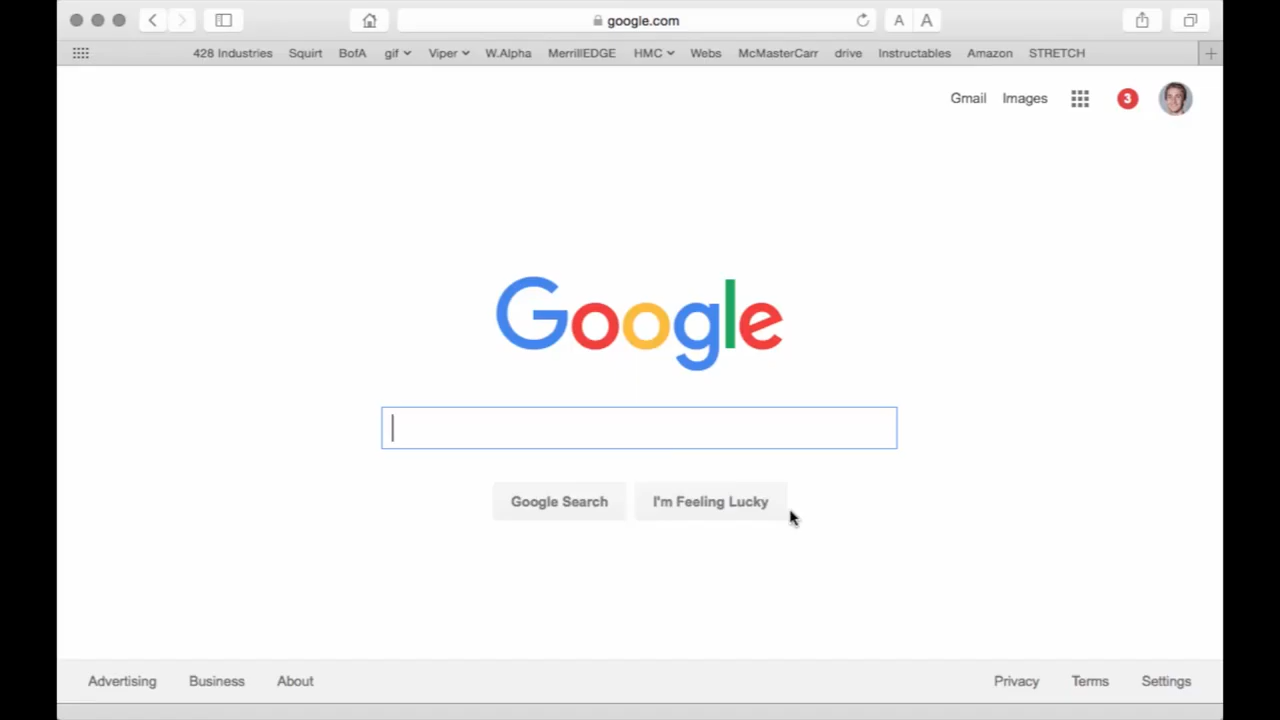 google.com A A
428 Industries Squirt BofA gif Viper W.Alpha MerrillEDGE HMC Webs McMasterCarr drive Instructables Amazon STRETCH
Gmail Images 3
Google
Google Search I'm Feeling Lucky
Advertising Business About Privacy Terms Settings